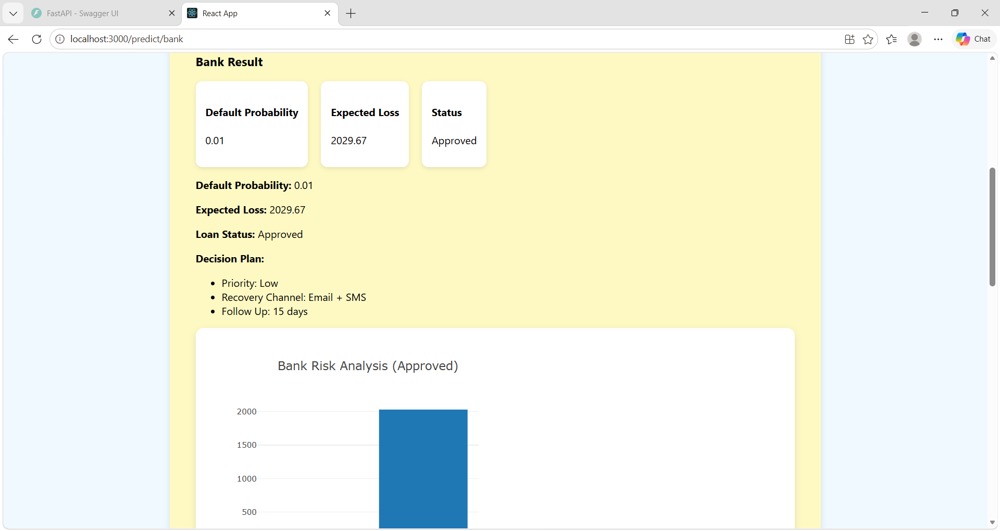 FastAPI - Swagger UI
React App
localhost:3000/predict/bank
Chat
Bank Result
Default Probability
0.01
Expected Loss
2029.67
Status
Approved
Default Probability: 0.01
Expected Loss: 2029.67
Loan Status: Approved
Decision Plan:
Priority: Low
Recovery Channel: Email + SMS
Follow Up: 15 days
Bank Risk Analysis (Approved)
2000
1500
1000
500